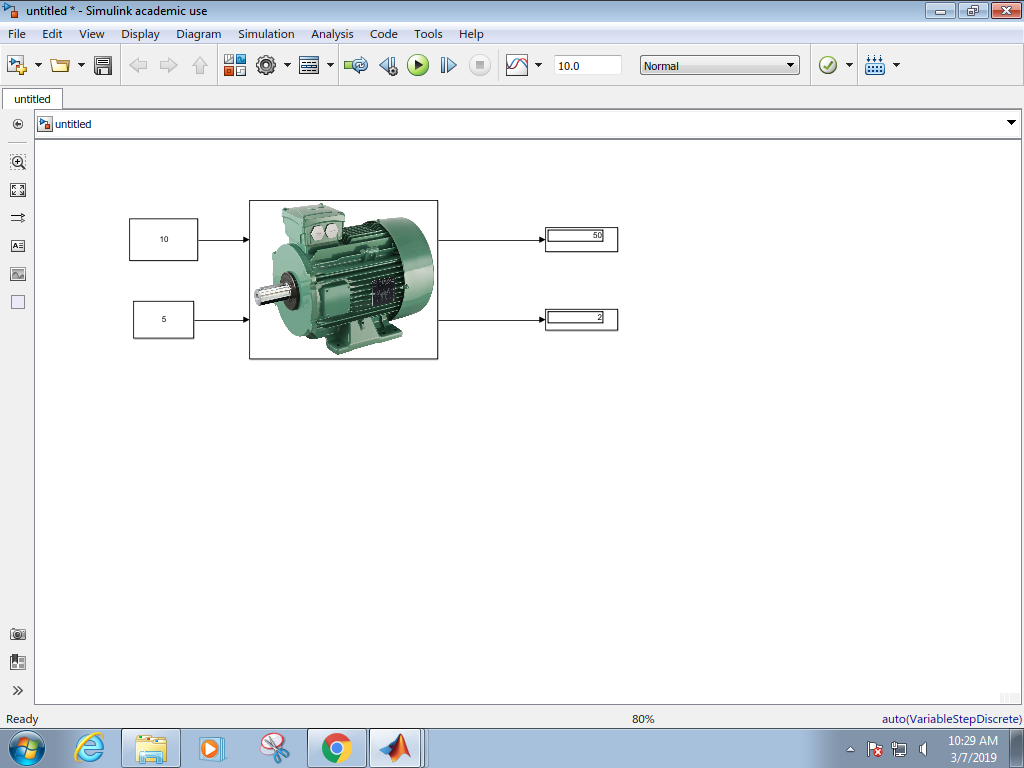 untitled * - Simulink academic use
File Edit View Display Diagram Simulation Analysis Code Tools Help
10.0 Normal
untitled
untitled
10
50
5
2
Ready 80% auto(VariableStepDiscrete)
10:29 AM
3/7/2019